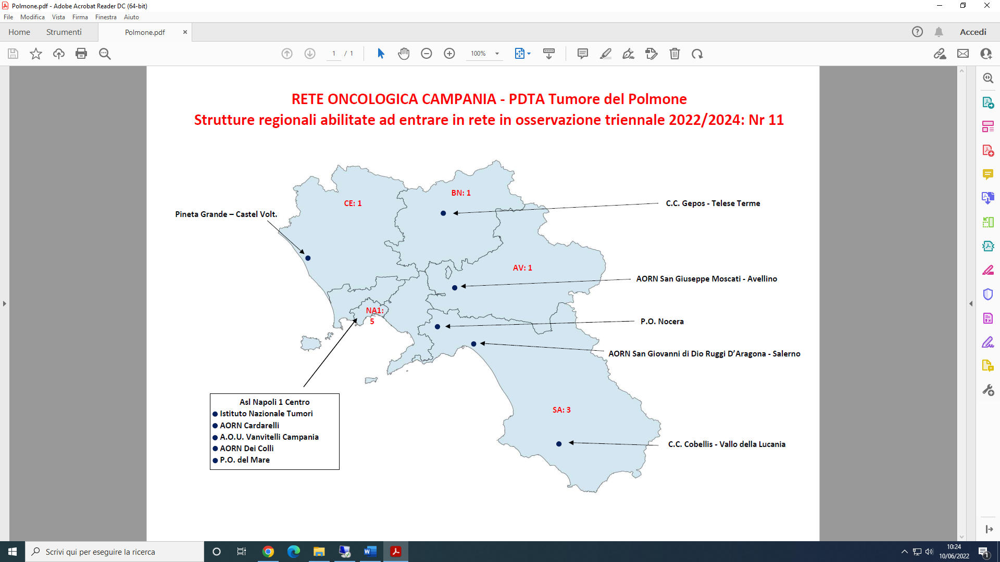 Polmone.pdf - Adobe Acrobat Reader DC (64-bit)
File Modifica Vista Firma Finestra Aiuto
Home Strumenti Polmone.pdf Accedi
1 / 1 100%
RETE ONCOLOGICA CAMPANIA - PDTA Tumore del Polmone
Strutture regionali abilitate ad entrare in rete in osservazione triennale 2022/2024: Nr 11
BN: 1
CE: 1
C.C. Gepos - Telese Terme
Pineta Grande – Castel Volt.
AV: 1
AORN San Giuseppe Moscati - Avellino
NA1:
5
P.O. Nocera
AORN San Giovanni di Dio Ruggi D’Aragona - Salerno
Asl Napoli 1 Centro
Istituto Nazionale Tumori
AORN Cardarelli
A.O.U. Vanvitelli Campania
AORN Dei Colli
P.O. del Mare
SA: 3
C.C. Cobellis - Vallo della Lucania
Scrivi qui per eseguire la ricerca
10:24
10/06/2022
1